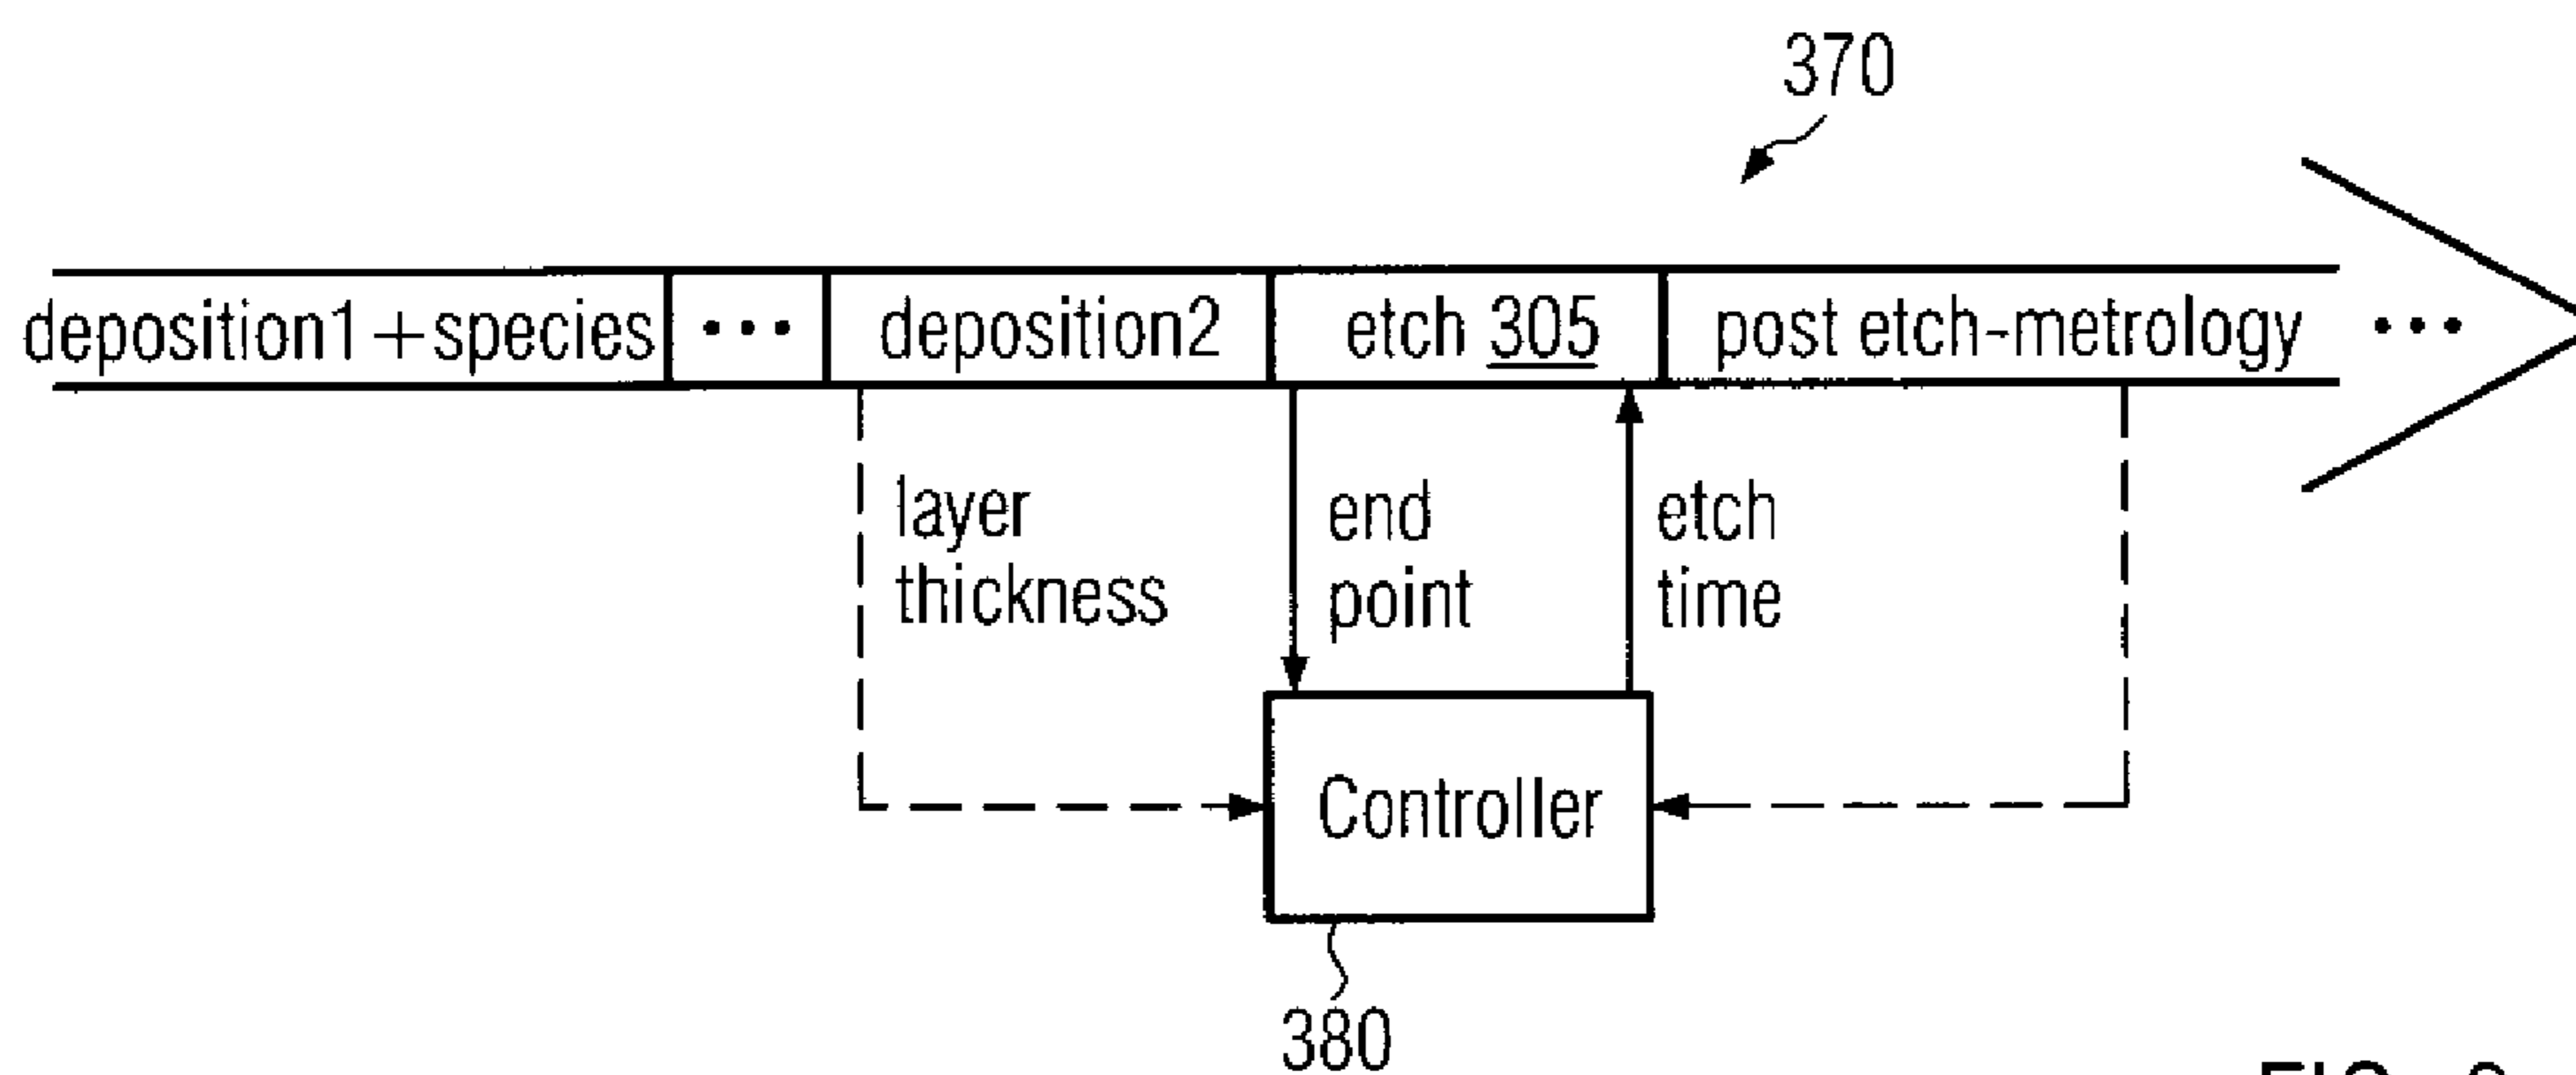 370
deposition1+species ••• deposition2 etch 305 post etch-metrology •••
layer thickness
end point
etch time
Controller
380